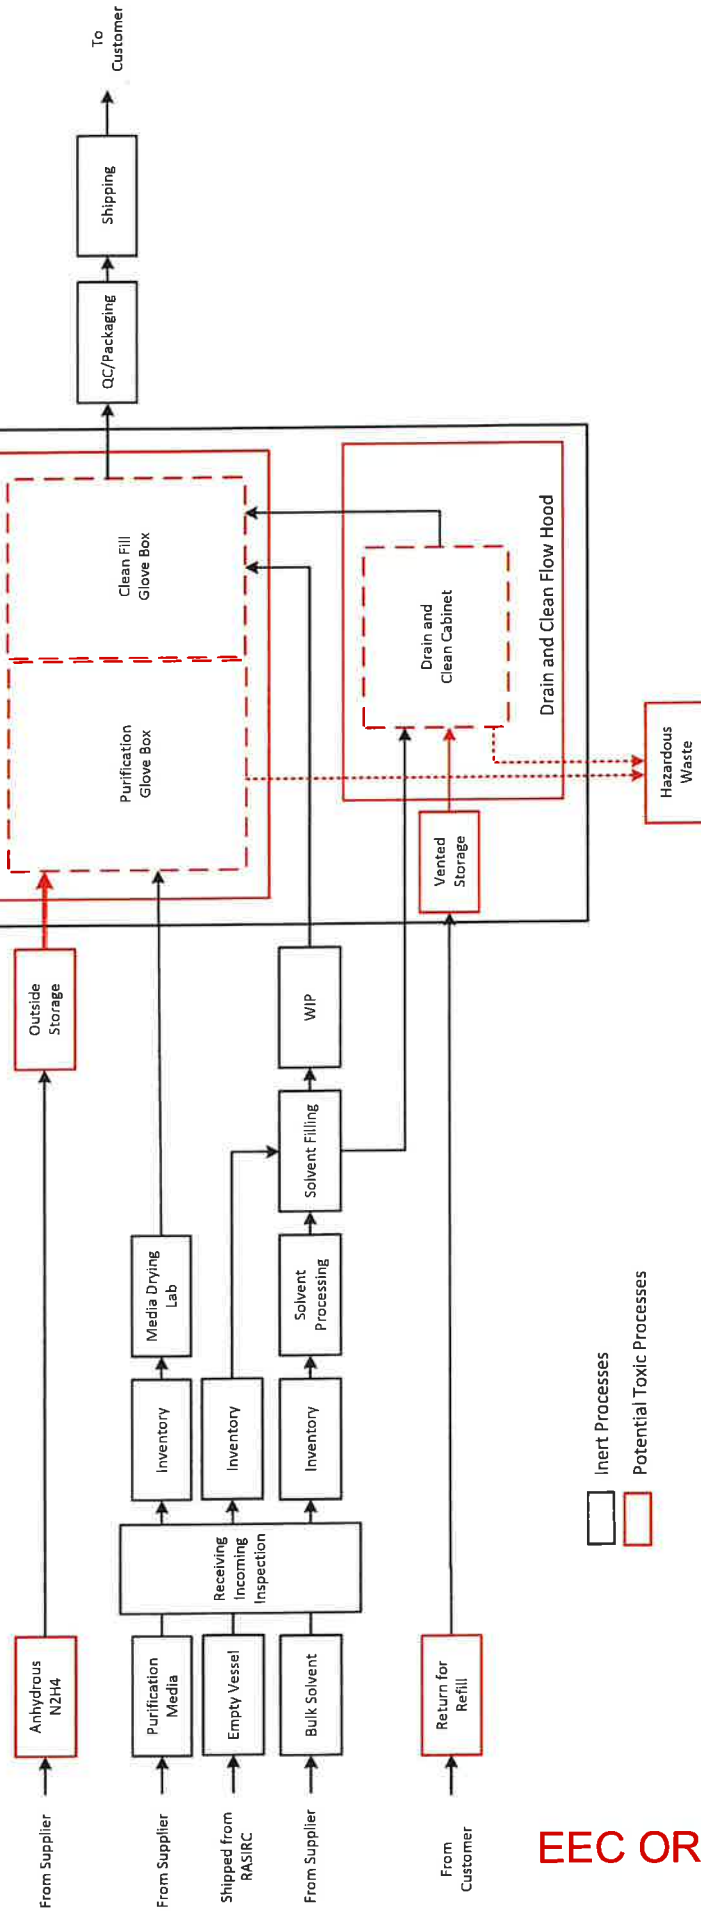 From Supplier
Anhydrous
N2H4
Outside
Storage
From Supplier
Purification
Media
Shipped from
RASIRC
Empty Vessel
From Supplier
Bulk Solvent
Receiving
Incoming
Inspection
Inventory
Inventory
Inventory
Media Drying
Lab
Solvent
Processing
Solvent Filling
WIP
From
Customer
Return for
Refill
Vented
Storage
Purification
Glove Box
Clean Fill
Glove Box
Drain and
Clean Cabinet
Drain and Clean Flow Hood
Hazardous
Waste
QC/Packaging
Shipping
To
Customer
Inert Processes
Potential Toxic Processes
EEC OR